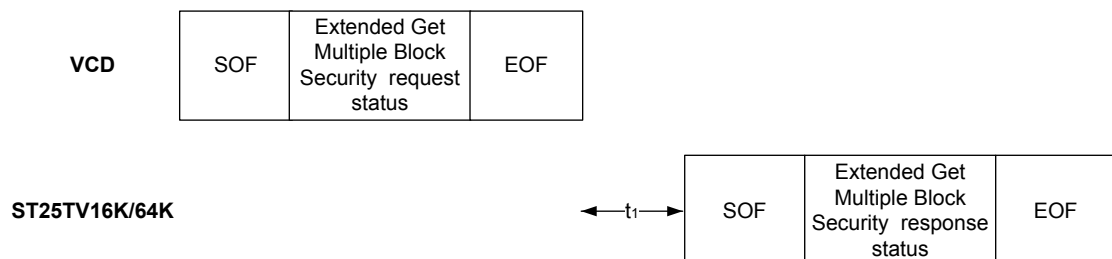 VCD
SOF
Extended Get
Multiple Block
Security request
status
EOF
ST25TV16K/64K
t1
SOF
Extended Get
Multiple Block
Security response
status
EOF